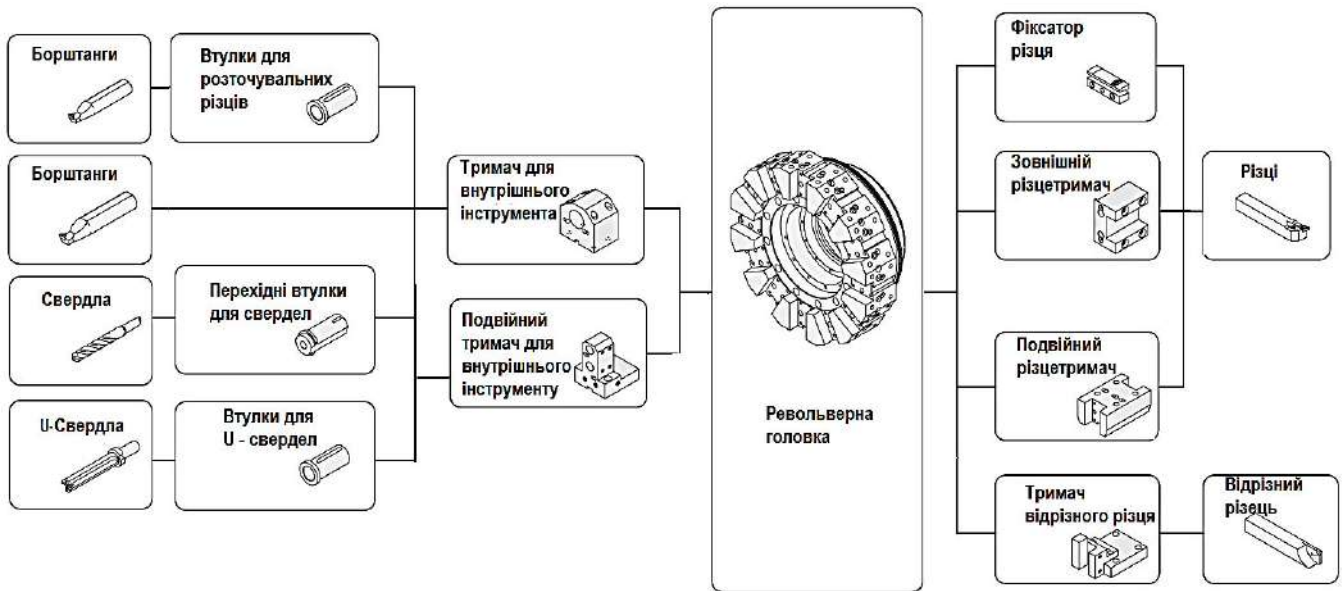 Борштанги
Втулки для
розточувальних
різців
Борштанги
Свердла
Перехідні втулки
для свердел
U-Свердла
Втулки для
U - свердел
Тримач для
внутрішнього
інструмента
Подвійний
тримач для
внутрішнього
інструменту
Револьверна
головка
Фіксатор
різця
Зовнішній
різцетримач
Різці
Подвійний
різцетримач
Тримач
відрізного різця
Відрізний
різець